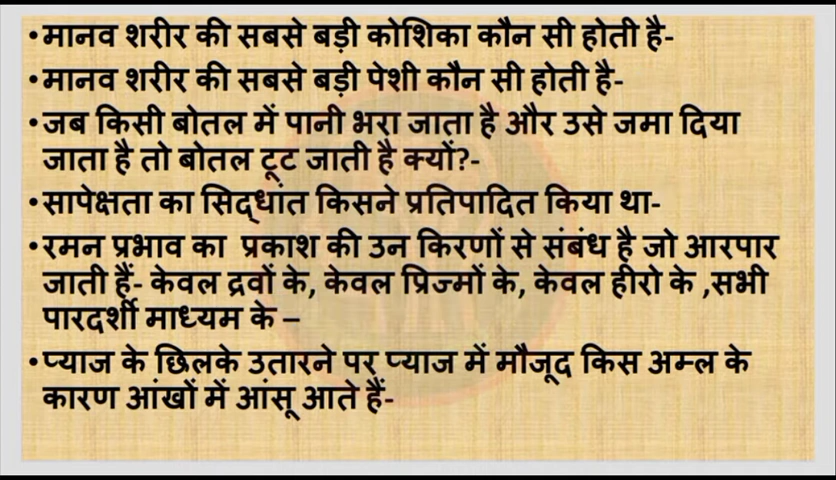 •मानव शरीर की सबसे बड़ी कोशिका कौन सी होती है-
•मानव शरीर की सबसे बड़ी पेशी कौन सी होती है-
•जब किसी बोतल में पानी भरा जाता है और उसे जमा दिया
जाता है तो बोतल टूट जाती है क्यों?-
•सापेक्षता का सिद्धांत किसने प्रतिपादित किया था-
•रमन प्रभाव का प्रकाश की उन किरणों से संबंध है जो आरपार
जाती हैं- केवल द्रवों के, केवल प्रिज्मों के, केवल हीरो के ,सभी
पारदर्शी माध्यम के –
•प्याज के छिलके उतारने पर प्याज में मौजूद किस अम्ल के
कारण आंखों में आंसू आते हैं-